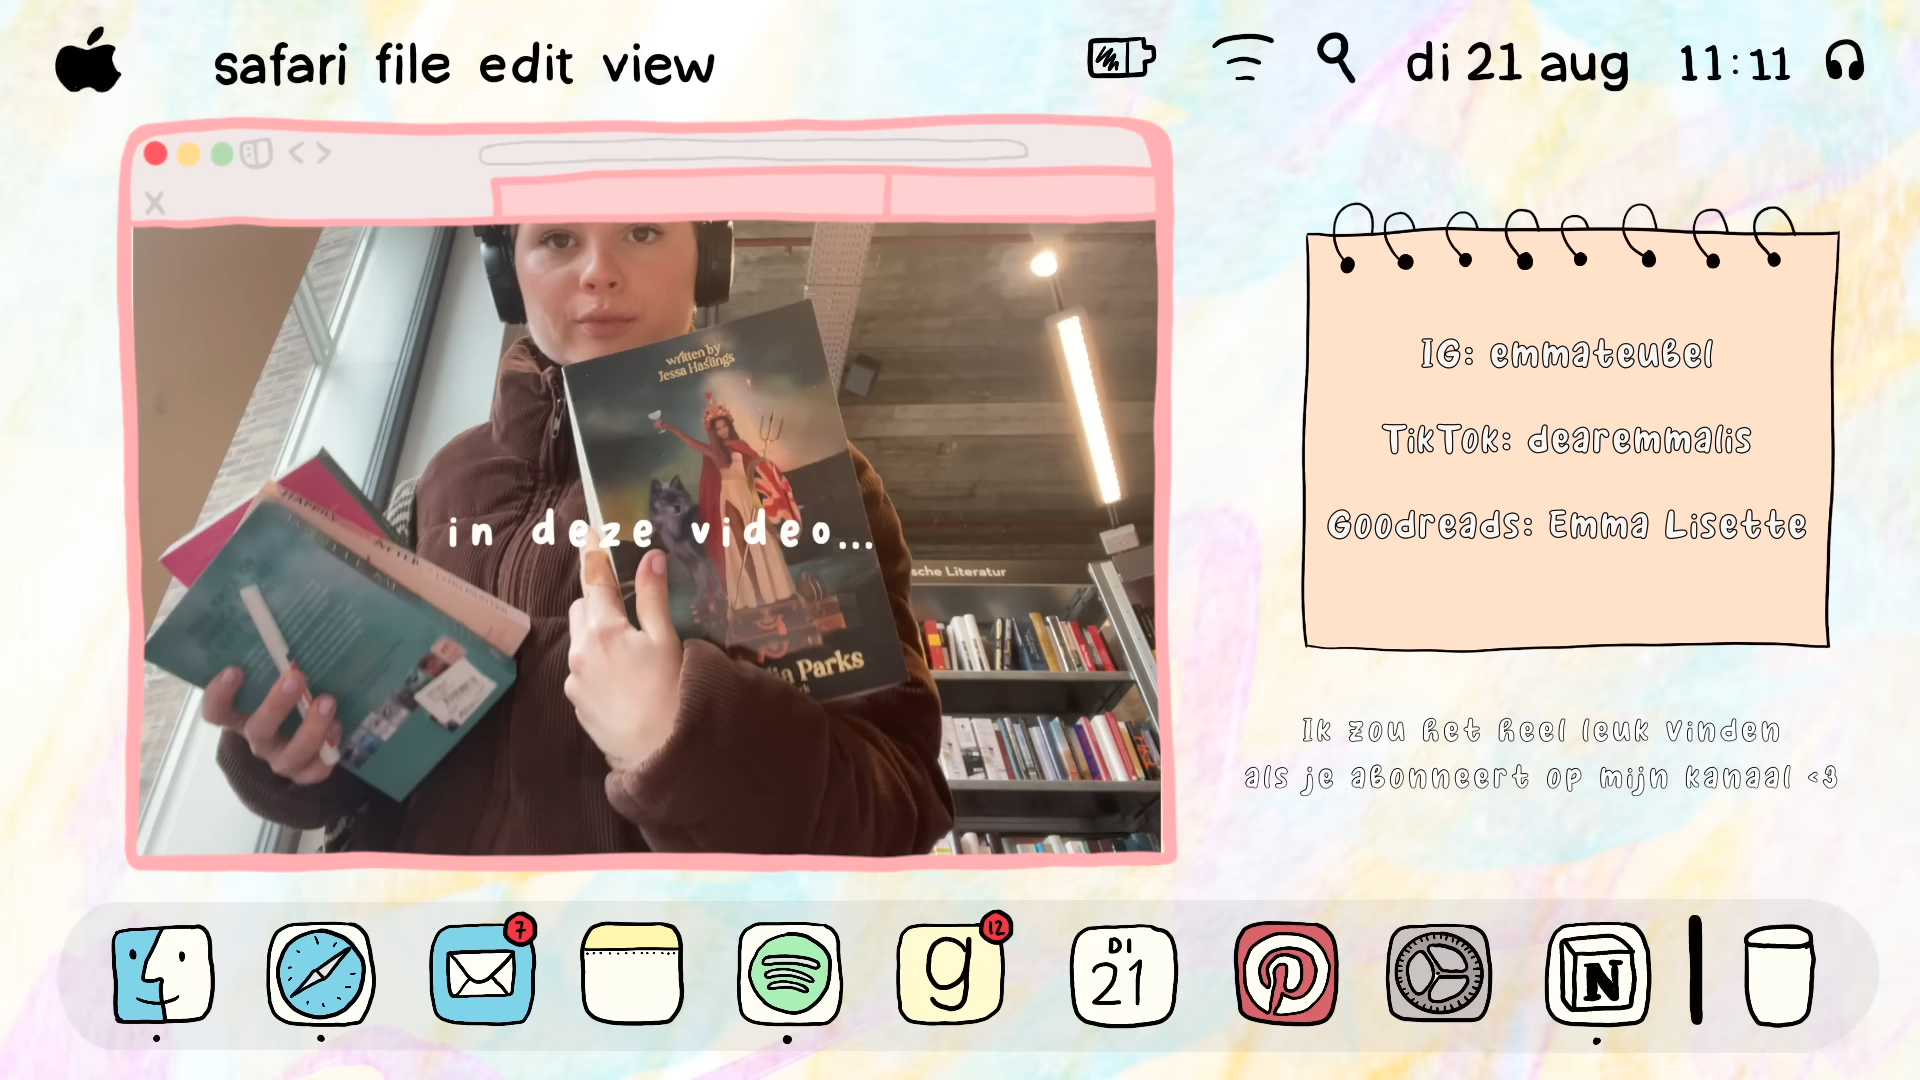 safari file edit view
di 21 aug 11:11
written by
Jessa Hastings
in deze video...
sche Literatur
Parks
IG: emmateubel
TikTok: dearemmalis
Goodreads: Emma Lisette
Ik zou het heel leuk vinden
als je abonneert op mijn kanaal <3
7
g
12
DI
21
N